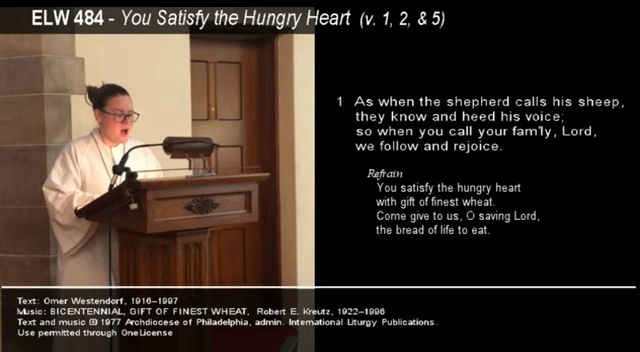 ELW 484 - You Satisfy the Hungry Heart (v. 1, 2, & 5)
1 As when the shepherd calls his sheep,
they know and heed his voice;
so when you call your fam'ly, Lord,
we follow and rejoice.
Refrain
You satisfy the hungry heart
with gift of finest wheat.
Come give to us, O saving Lord,
the bread of life to eat.
Text: Omer Westendorf, 1916–1997
Music: BICENTENNIAL, GIFT OF FINEST WHEAT, Robert E. Kreutz, 1922–1996
Text and music © 1977 Archdiocese of Philadelphia, admin. International Liturgy Publications.
Use permitted through OneLicense